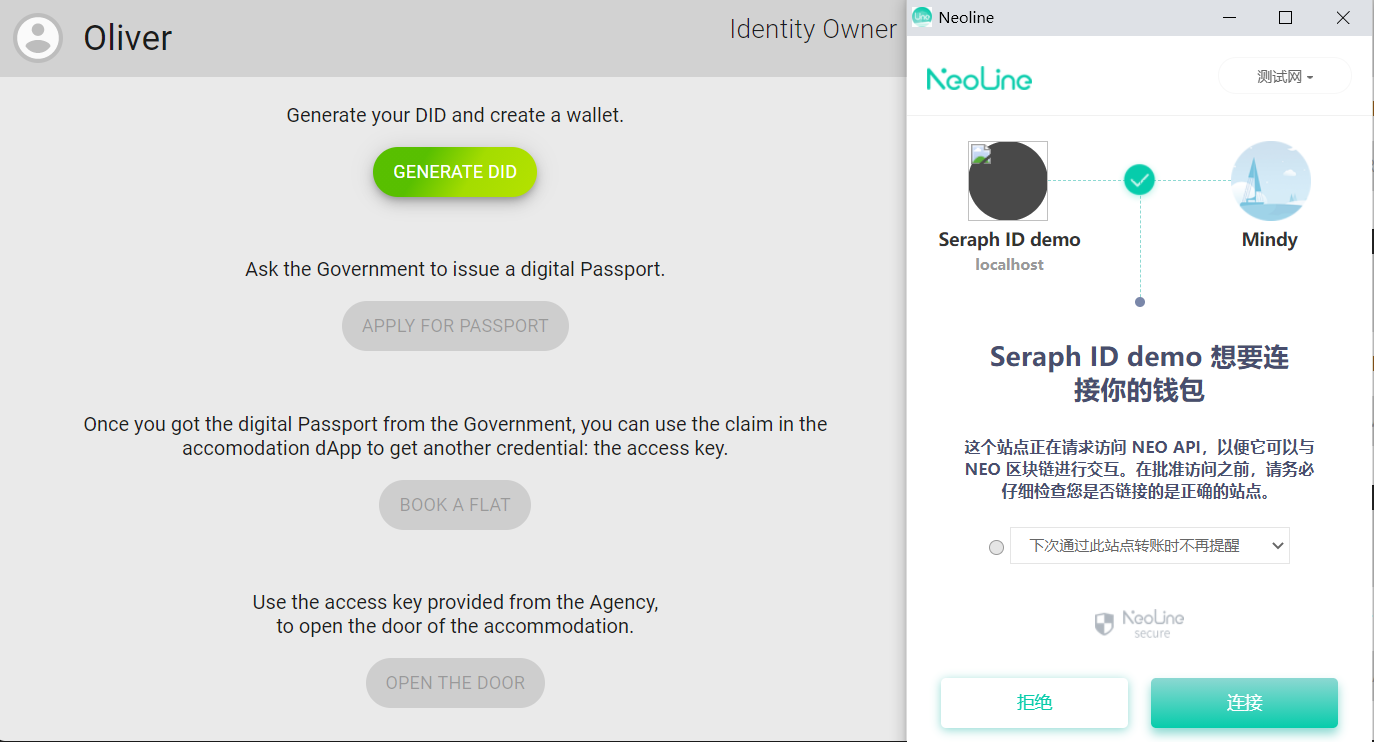 Oliver
Identity Owner
Generate your DID and create a wallet.
GENERATE DID
Ask the Government to issue a digital Passport.
APPLY FOR PASSPORT
Once you got the digital Passport from the Government, you can use the claim in the
accomodation dApp to get another credential: the access key.
BOOK A FLAT
Use the access key provided from the Agency,
to open the door of the accommodation.
OPEN THE DOOR
Line
Neoline
NeoLine
测试网
Seraph ID demo
localhost
Mindy
Seraph ID demo 想要连
接你的钱包
这个站点正在请求访问 NEO API，以便它可以与
NEO 区块链进行交互。在批准访问之前，请务必
仔细检查您是否链接的是正确的站点。
下次通过此站点转账时不再提醒
NeoLine
secure
拒绝
连接